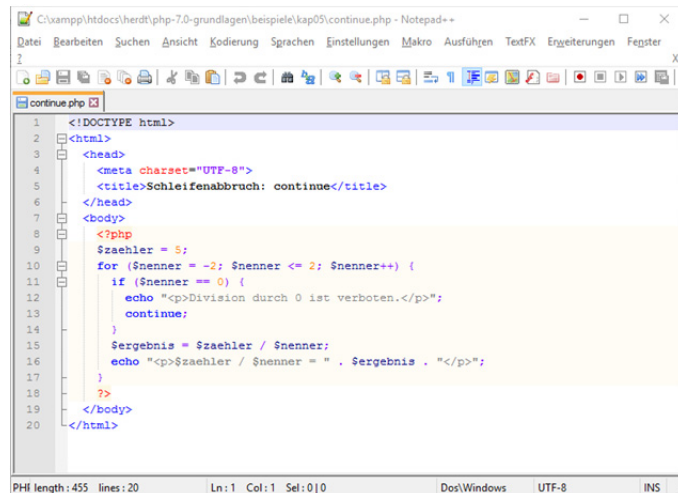 C:\xampp\htdocs\herdt\php-7.0-grundlagen\beispiele\kap05\continue.php - Notepad++
Datei Bearbeiten Suchen Ansicht Kodierung Sprachen Einstellungen Makro Ausführen TextFX Erweiterungen Fenster
? X
continue.php
1 <!DOCTYPE html>
2 <html>
3 <head>
4 <meta charset="UTF-8">
5 <title>Schleifenabbruch: continue</title>
6 </head>
7 <body>
8 <?php
9 $zaehler = 5;
10 for ($nenner = -2; $nenner <= 2; $nenner++) {
11 if ($nenner == 0) {
12 echo "<p>Division durch 0 ist verboten.</p>";
13 continue;
14 }
15 $ergebnis = $zaehler / $nenner;
16 echo "<p>$zaehler / $nenner = " . $ergebnis . "</p>";
17 }
18 ?>
19 </body>
20 </html>
PHI length : 455 lines : 20 Ln : 1 Col : 1 Sel : 0 | 0 Dos\Windows UTF-8 INS